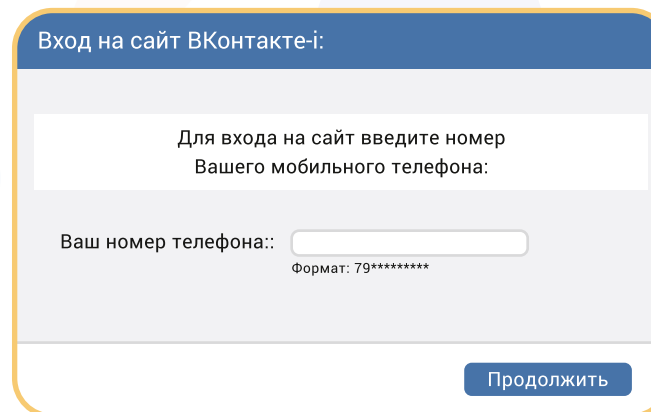 Вход на сайт ВКонтакте-i:
Для входа на сайт введите номер
Вашего мобильного телефона:
Ваш номер телефона::
Формат: 79*********
Продолжить